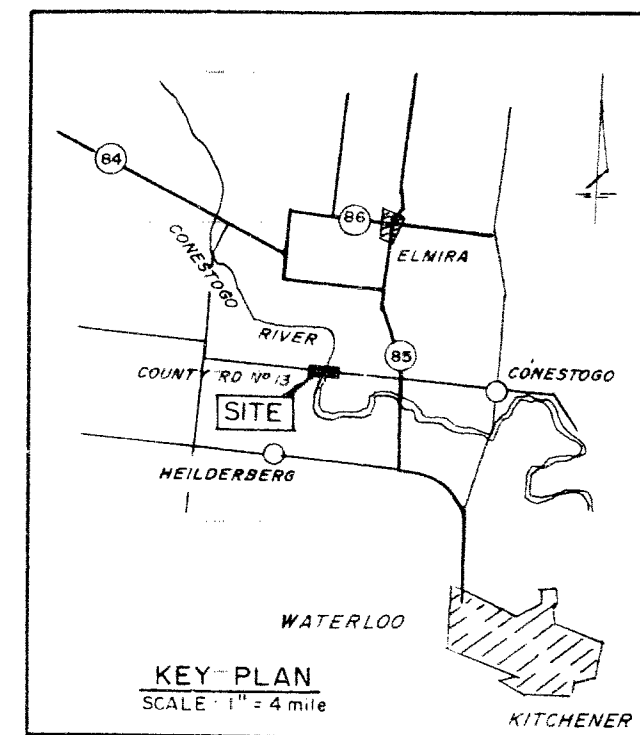 84
86
ELMIRA
CONESTOGO
RIVER
85
COUNTY RD Nº 13
CONESTOGO
SITE
HEILDERBERG
WATERLOO
KEY PLAN
SCALE 1" = 4 mile
KITCHENER